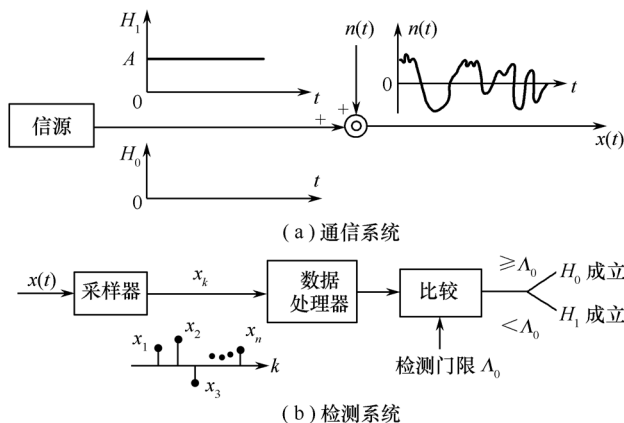 H₁
n(t)
n(t)
A
0
t
0
t
信源
+
+
x(t)
H₀
0
t
(a)通信系统
x(t)
采样器
xₖ
数据
处理器
比较
≥Λ₀
H₀ 成立
<Λ₀
H₁ 成立
x₁
x₂
x₃
xₙ
k
检测门限 Λ₀
(b)检测系统